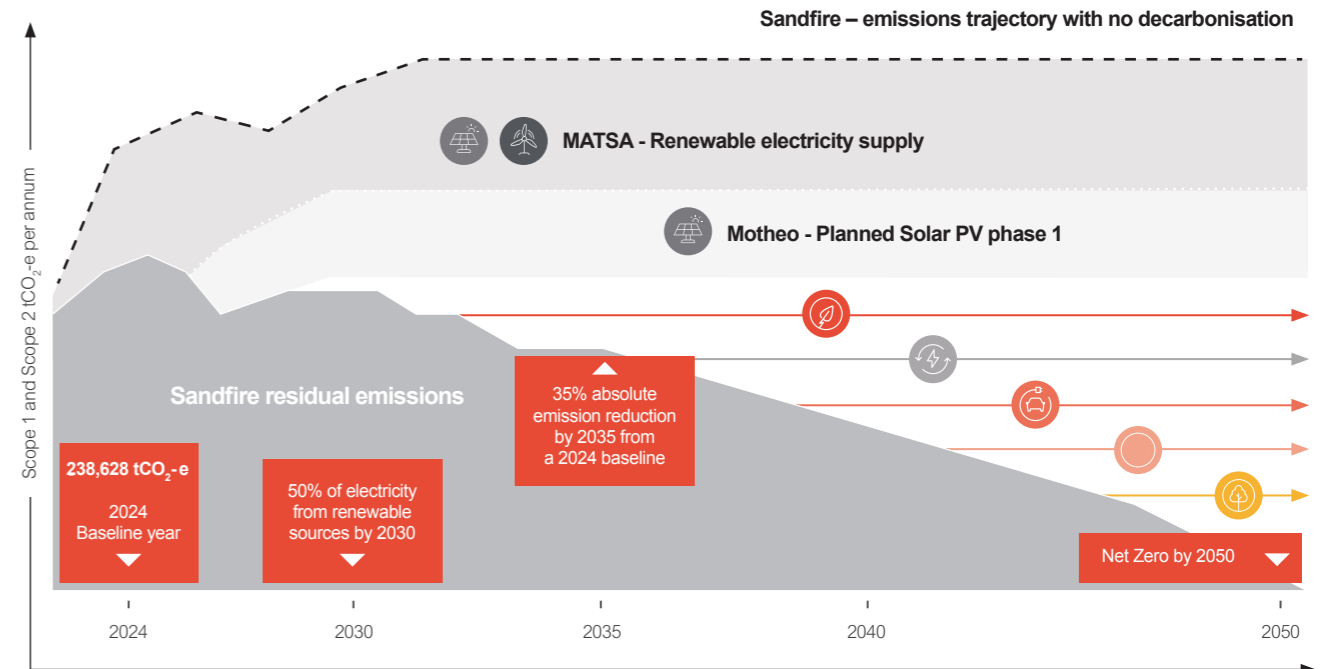 Sandfire – emissions trajectory with no decarbonisation
Scope 1 and Scope 2 tCO₂-e per annum
MATSA - Renewable electricity supply
Motheo - Planned Solar PV phase 1
Sandfire residual emissions
238,628 tCO₂-e
2024
Baseline year
50% of electricity
from renewable
sources by 2030
35% absolute
emission reduction
by 2035 from
a 2024 baseline
Net Zero by 2050
2024
2030
2035
2040
2050